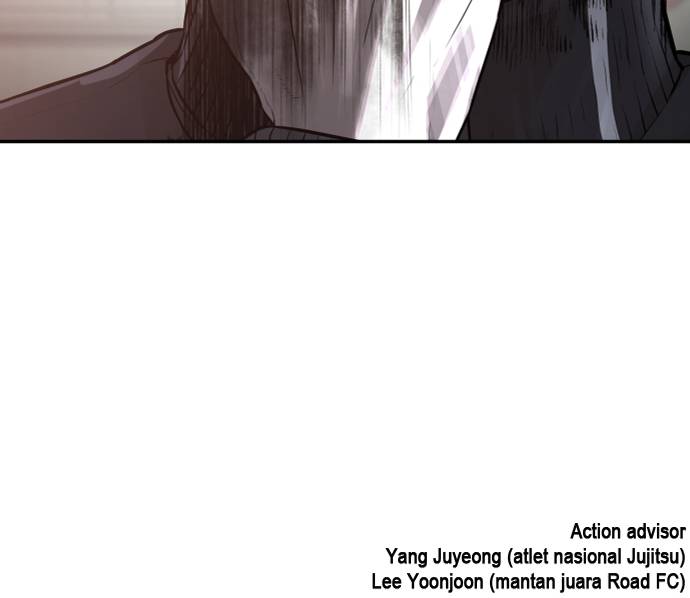 Action advisor
Yang Juyeong (atlet nasional Jujitsu)
Lee Yoonjoon (mantan juara Road FC)